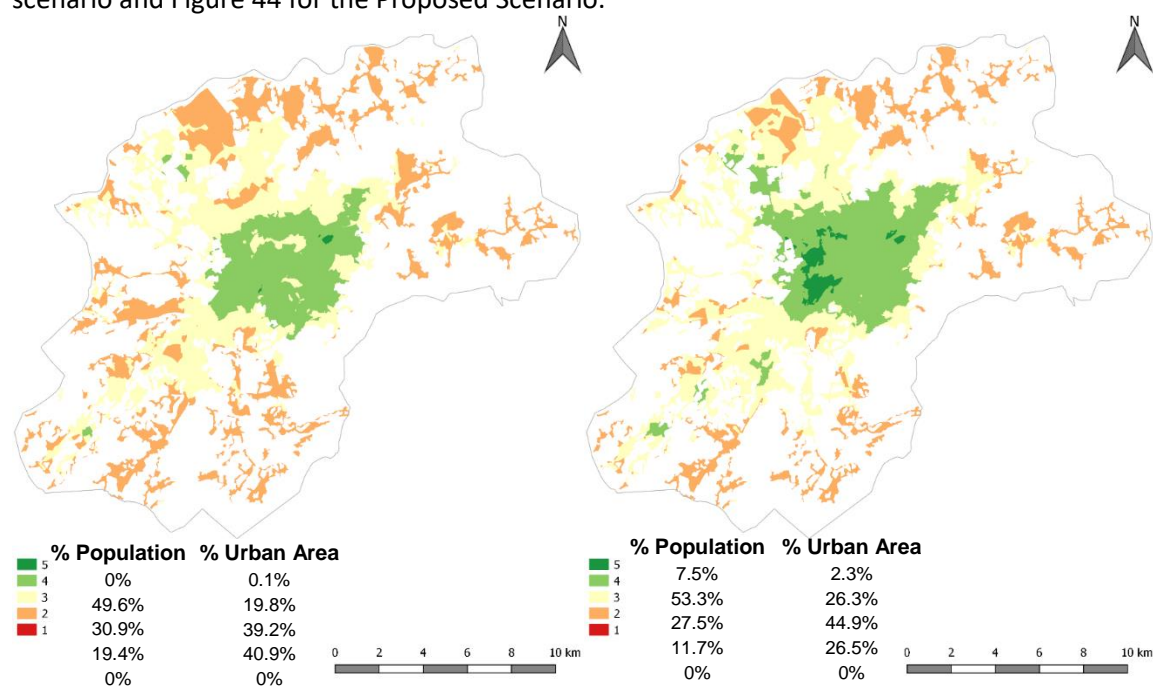 scenario and Figure 44 for the Proposed Scenario.
N
N
% Population % Urban Area
5 0% 0.1%
4 49.6% 19.8%
3 30.9% 39.2%
2 19.4% 40.9%
1 0% 0%
0 2 4 6 8 10 km
% Population % Urban Area
5 7.5% 2.3%
4 53.3% 26.3%
3 27.5% 44.9%
2 11.7% 26.5%
1 0% 0%
0 2 4 6 8 10 km